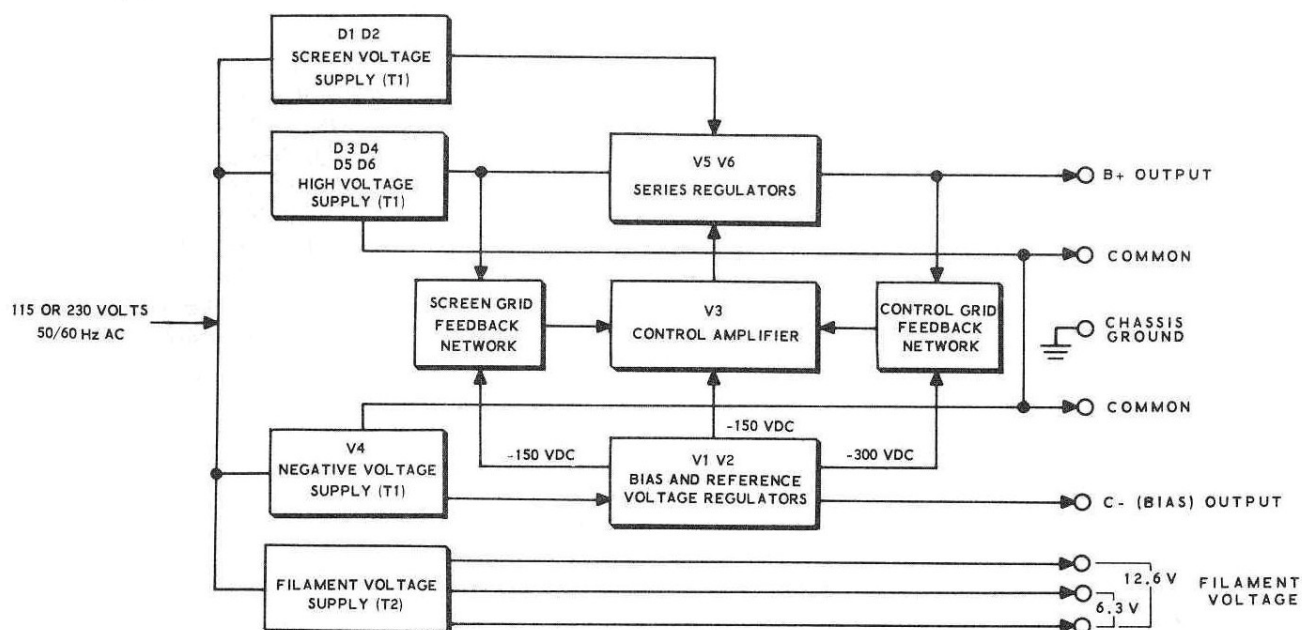 D1 D2
SCREEN VOLTAGE
SUPPLY (T1)
D3 D4
D5 D6
HIGH VOLTAGE
SUPPLY (T1)
V5 V6
SERIES REGULATORS
B+ OUTPUT
COMMON
115 OR 230 VOLTS
50/60 Hz AC
SCREEN GRID
FEEDBACK
NETWORK
V3
CONTROL AMPLIFIER
CONTROL GRID
FEEDBACK
NETWORK
CHASSIS
GROUND
COMMON
-150 VDC
-150 VDC
-300 VDC
V4
NEGATIVE VOLTAGE
SUPPLY (T1)
V1 V2
BIAS AND REFERENCE
VOLTAGE REGULATORS
C- (BIAS) OUTPUT
FILAMENT VOLTAGE
SUPPLY (T2)
12.6 V
6.3 V
FILAMENT
VOLTAGE